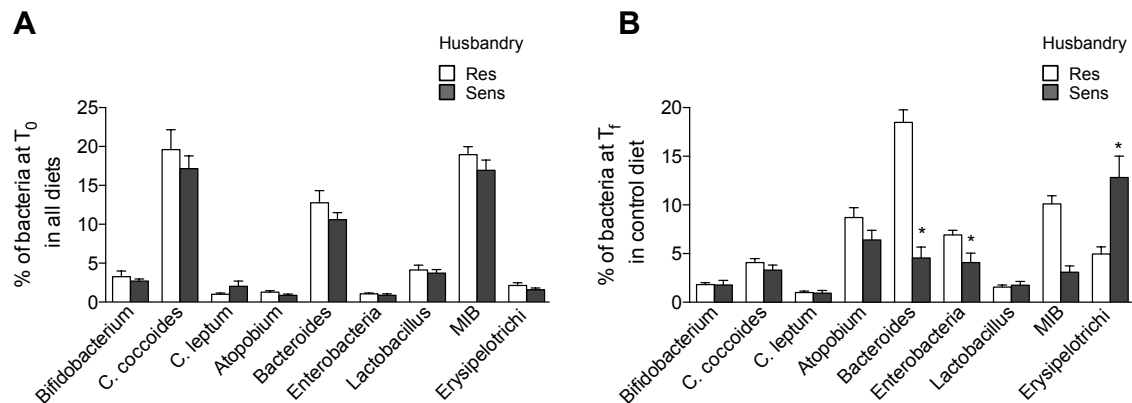 A
Husbandry
Res
Sens
% of bacteria at T0
in all diets
25
20
15
10
5
0
Bifidobacterium
C. coccoides
C. leptum
Atopobium
Bacteroides
Enterobacteria
Lactobacillus
MIB
Erysipelotrichi
B
Husbandry
Res
Sens
% of bacteria at Tf
in control diet
20
15
10
5
0
*
*
*
Bifidobacterium
C. coccoides
C. leptum
Atopobium
Bacteroides
Enterobacteria
Lactobacillus
MIB
Erysipelotrichi